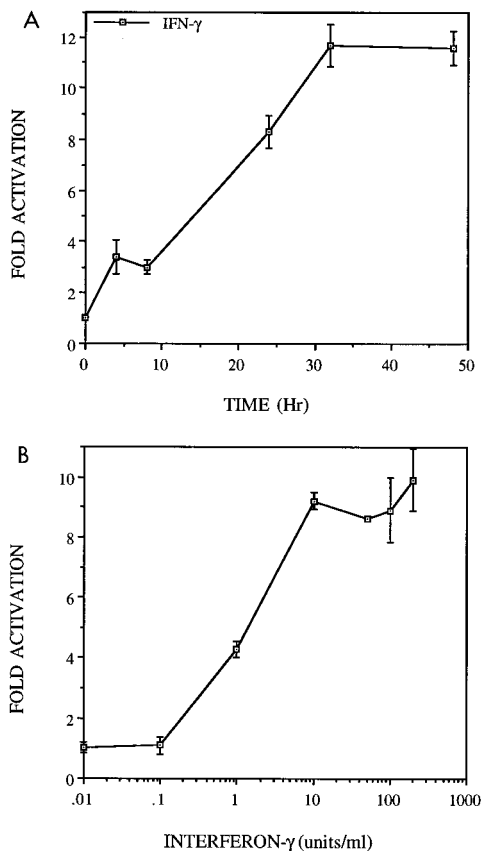 A
IFN-γ
12
10
8
6
4
2
0
FOLD ACTIVATION
0 10 20 30 40 50
TIME (Hr)
B
10
8
6
4
2
0
FOLD ACTIVATION
.01 .1 1 10 100 1000
INTERFERON-γ (units/ml)